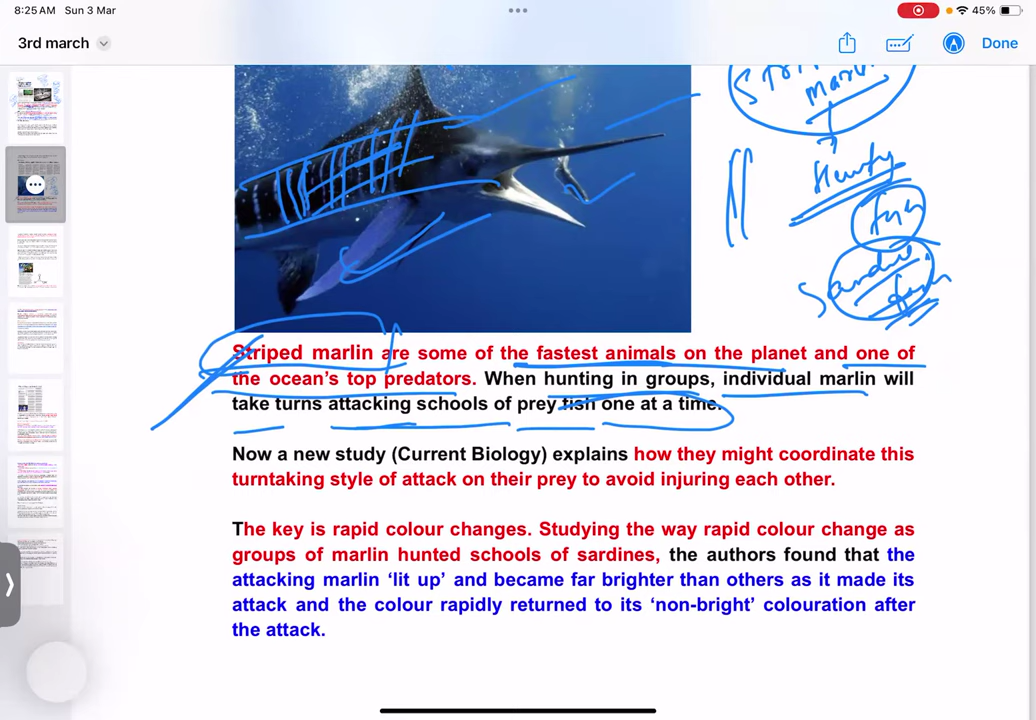 8:25 AM Sun 3 Mar
45%
3rd march
Done
marlin
fish
Striped marlin are some of the fastest animals on the planet and one of
the ocean's top predators. When hunting in groups, individual marlin will
take turns attacking schools of prey fish one at a time.
Now a new study (Current Biology) explains how they might coordinate this
turntaking style of attack on their prey to avoid injuring each other.
The key is rapid colour changes. Studying the way rapid colour change as
groups of marlin hunted schools of sardines, the authors found that the
attacking marlin 'lit up' and became far brighter than others as it made its
attack and the colour rapidly returned to its 'non-bright' colouration after
the attack.